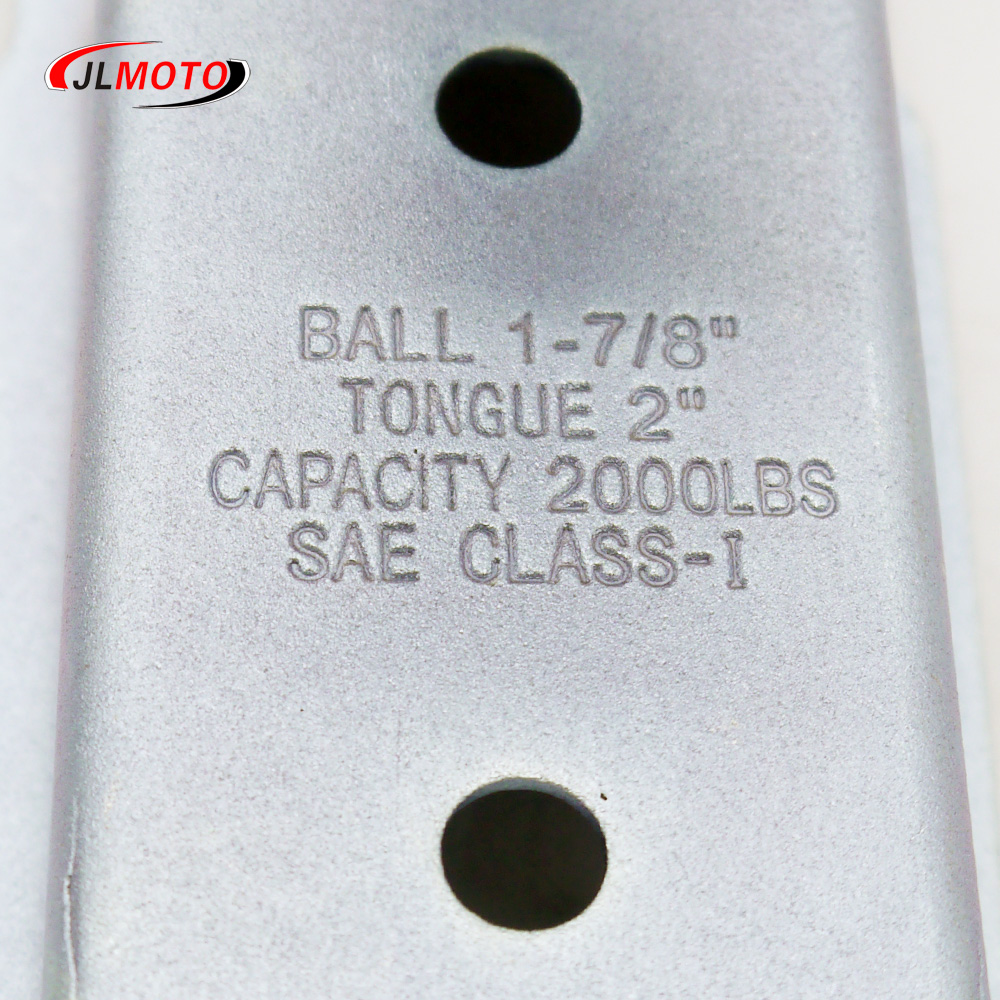 JLMOTO
BALL 1-7/8"
TONGUE 2"
CAPACITY 2000LBS
SAE CLASS-I